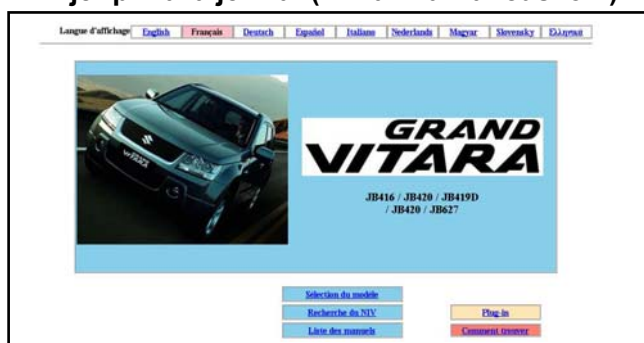 Langue d'affichage English Français Deutsch Español Italiano Nederlands Magyar Slovensky Ελληνικά
GRAND
VITARA
JB416 / JB420 / JB419D
/ JB420 / JB627
Sélection du modèle
Recherche du NIV Plug-in
Liste des manuels Comment trouver